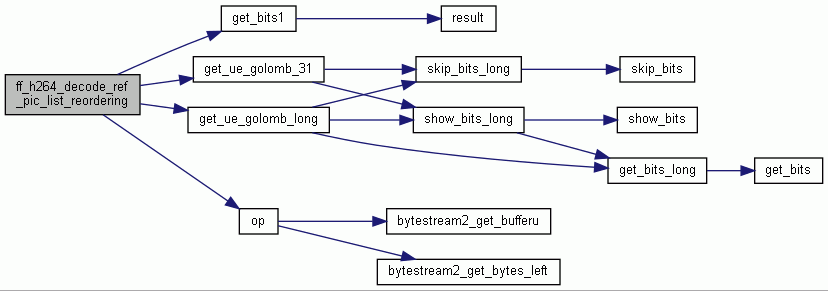 get_bits1
result
get_ue_golomb_31
skip_bits_long
skip_bits
ff_h264_decode_ref
_pic_list_reordering
get_ue_golomb_long
show_bits_long
show_bits
get_bits_long
get_bits
op
bytestream2_get_bufferu
bytestream2_get_bytes_left